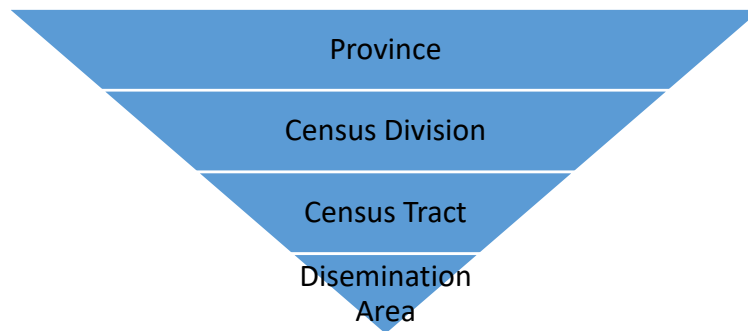 Province
Census Division
Census Tract
Disemination
Area